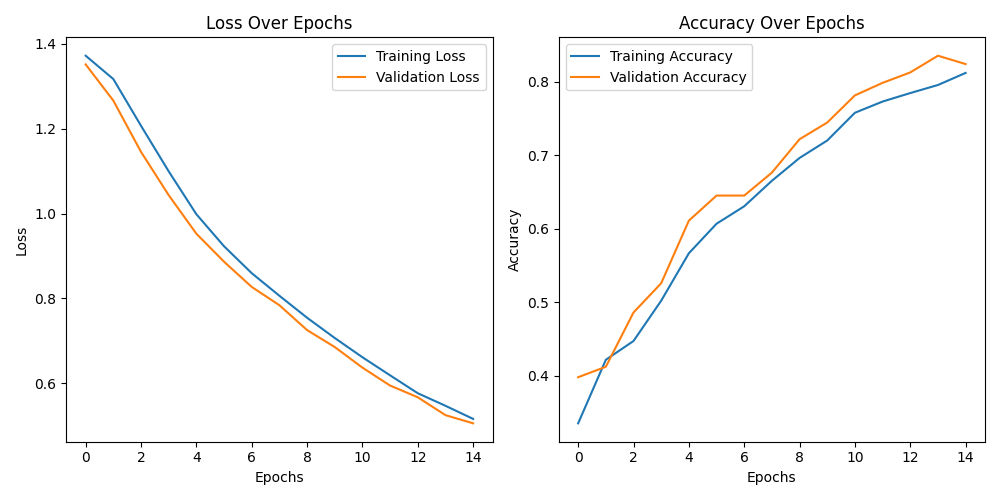 Loss Over Epochs
Training Loss
Validation Loss
1.4
1.2
1.0
0.8
0.6
Loss
0 2 4 6 8 10 12 14
Epochs
Accuracy Over Epochs
Training Accuracy
Validation Accuracy
0.8
0.7
0.6
0.5
0.4
Accuracy
0 2 4 6 8 10 12 14
Epochs